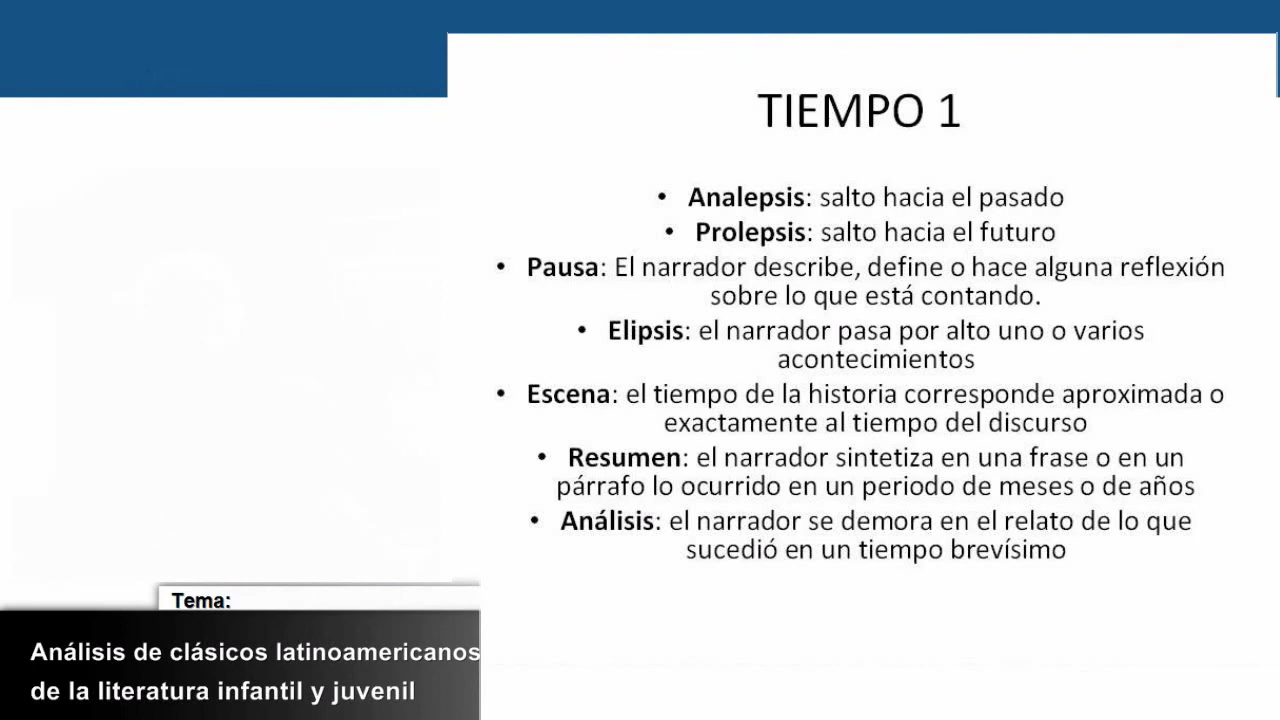 TIEMPO 1
• Analepsis: salto hacia el pasado
• Prolepsis: salto hacia el futuro
• Pausa: El narrador describe, define o hace alguna reflexión
sobre lo que está contando.
• Elipsis: el narrador pasa por alto uno o varios
acontecimientos
• Escena: el tiempo de la historia corresponde aproximada o
exactamente al tiempo del discurso
• Resumen: el narrador sintetiza en una frase o en un
párrafo lo ocurrido en un periodo de meses o de años
• Análisis: el narrador se demora en el relato de lo que
sucedió en un tiempo brevísimo
Tema:
Análisis de clásicos latinoamericanos
de la literatura infantil y juvenil